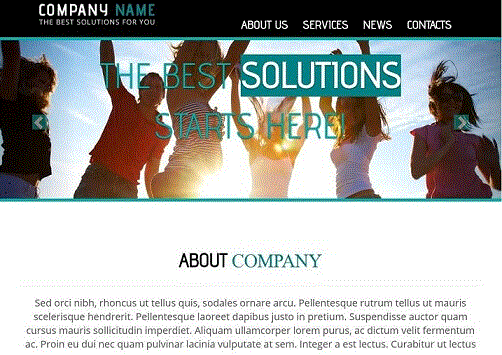 COMPANY NAME
THE BEST SOLUTIONS FOR YOU
ABOUT US SERVICES NEWS CONTACTS
THE BEST SOLUTIONS
STARTS HERE!
ABOUT COMPANY
Sed orci nibh, rhoncus ut tellus quis, sodales ornare arcu. Pellentesque rutrum tellus ut mauris
scelerisque hendrerit. Pellentesque laoreet dapibus justo in pretium. Suspendisse auctor quam
cursus mauris sollicitudin imperdiet. Aliquam ullamcorper lorem purus, ac dictum velit fermentum
ac. Proin eu dui nec quam pulvinar lacinia vulputate at sem. Integer a est lectus. Curabitur ut lectus